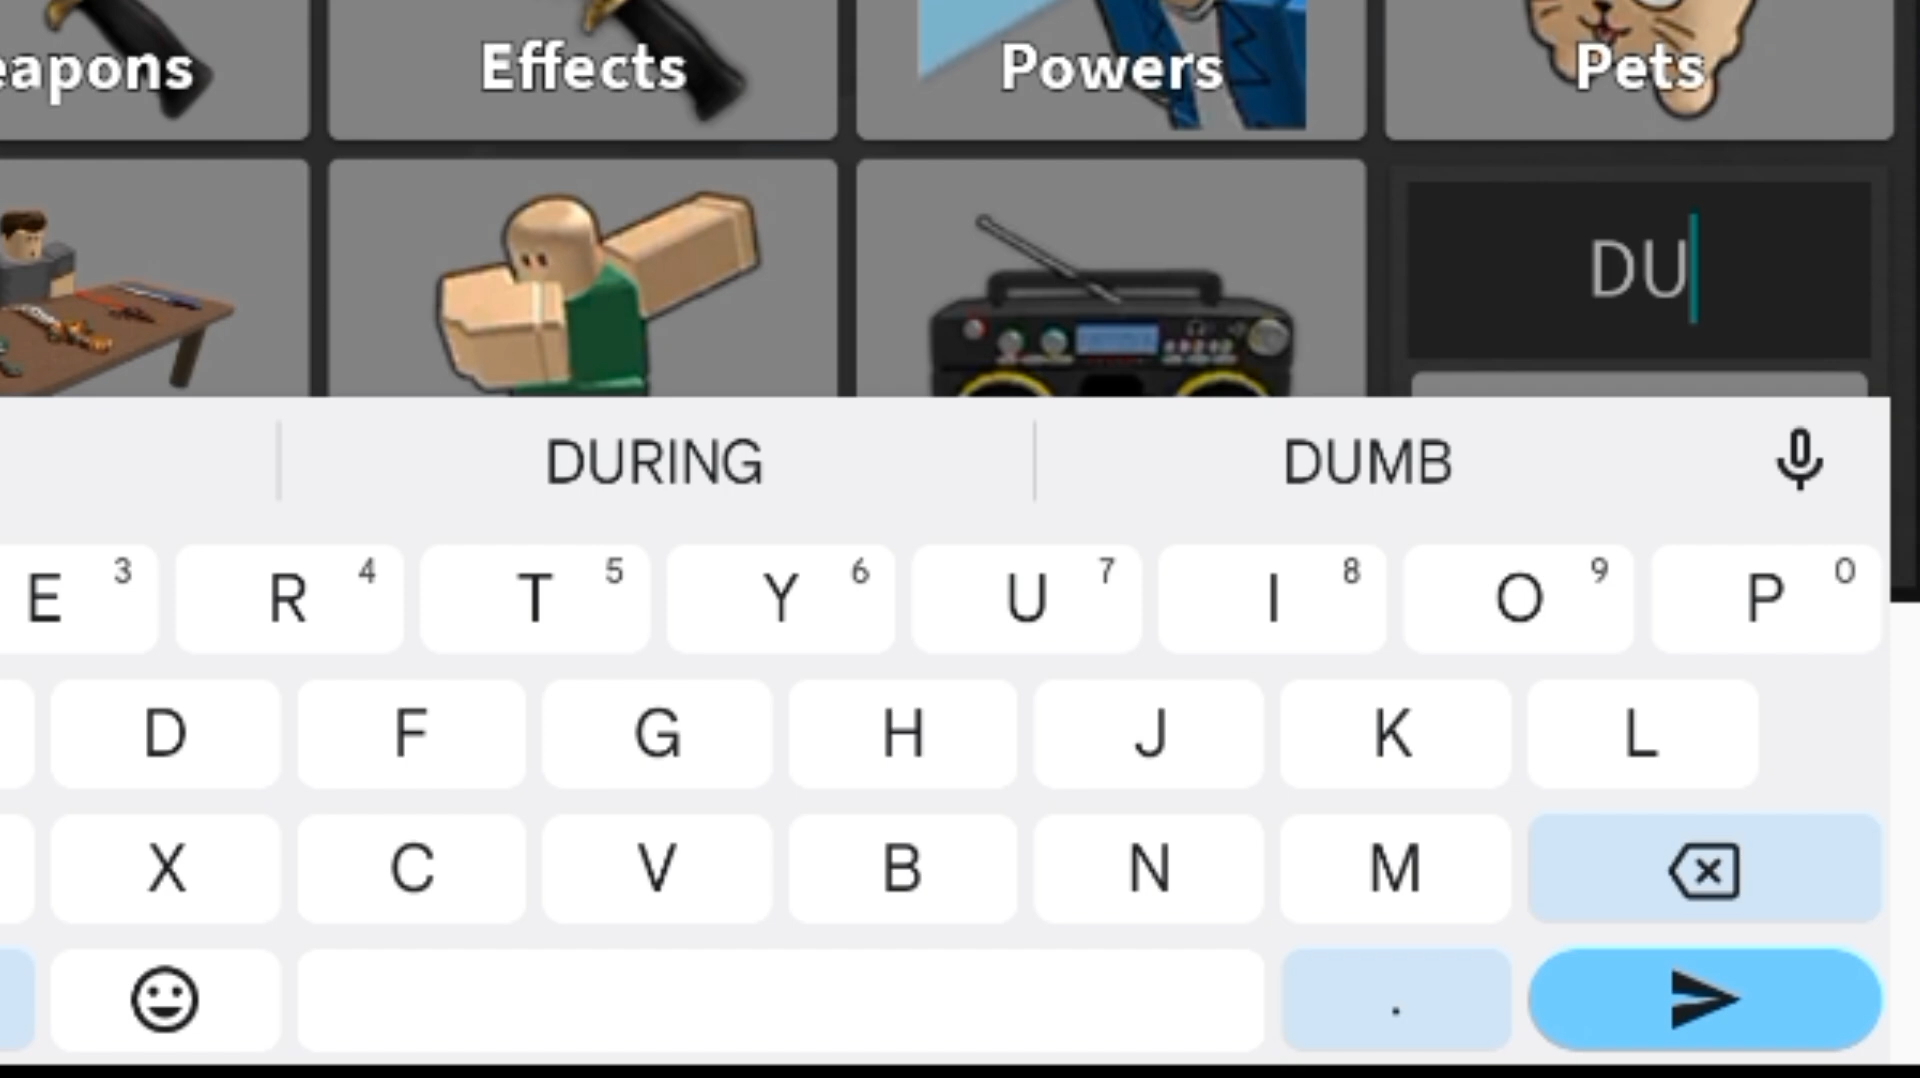 eapons Effects Powers Pets
DU
DURING DUMB
E 3 R 4 T 5 Y 6 U 7 I 8 O 9 P 0
D F G H J K L
X C V B N M
.